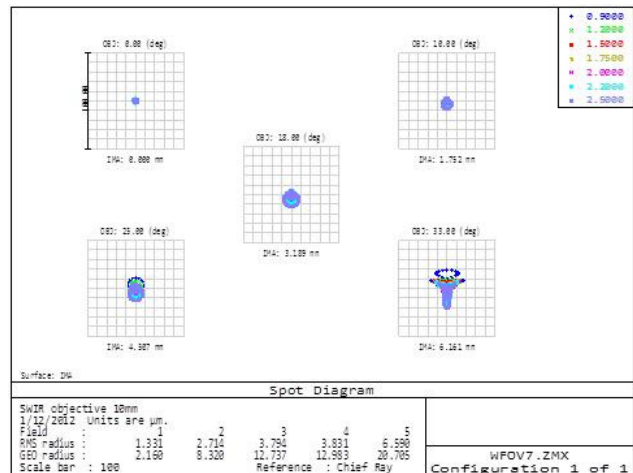 0.9000
1.2000
1.5000
1.7500
2.0000
2.2000
2.5000
OBJ: 0.00 (deg)
OBJ: 10.00 (deg)
IMA: 0.000 mm
IMA: 1.752 mm
OBJ: 18.00 (deg)
IMA: 3.189 mm
OBJ: 25.00 (deg)
OBJ: 33.00 (deg)
IMA: 4.507 mm
IMA: 6.161 mm
Surface: IMA
Spot Diagram
SWIR objective 10mm
1/12/2012 Units are µm.
Field : 1 2 3 4 5
RMS radius : 1.331 2.714 3.794 3.831 6.590
GEO radius : 2.160 8.320 12.737 12.983 20.705
Scale bar : 100 Reference : Chief Ray
WFOV7.ZMX
Configuration 1 of 1